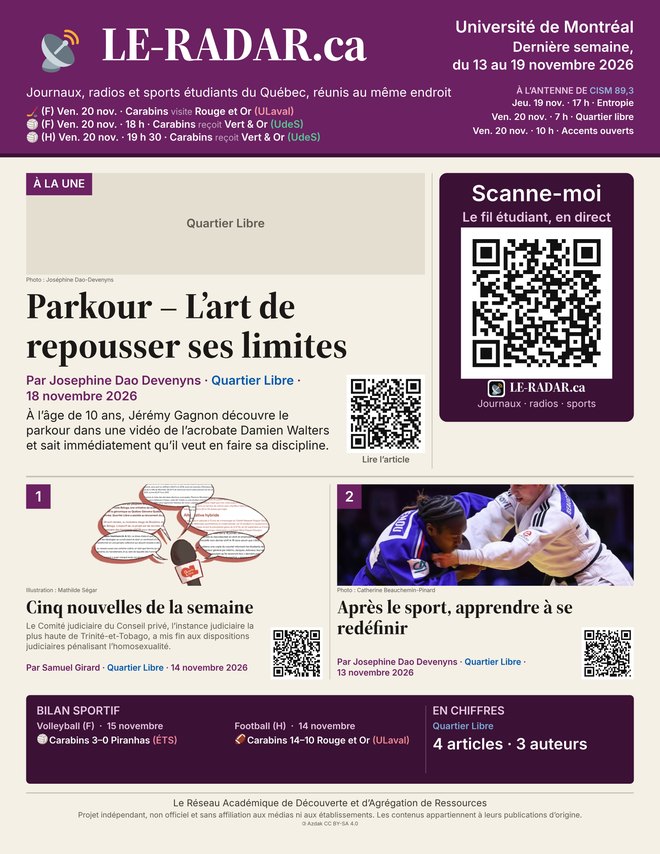 LE-RADAR.ca
Université de Montréal
Dernière semaine,
du 13 au 19 novembre 2026
Journaux, radios et sports étudiants du Québec, réunis au même endroit
(F) Ven. 20 nov. · Carabins visite Rouge et Or (ULaval)
(F) Ven. 20 nov. · 18 h · Carabins reçoit Vert & Or (UdeS)
(H) Ven. 20 nov. · 19 h 30 · Carabins reçoit Vert & Or (UdeS)
À L'ANTENNE DE CISM 89,3
Jeu. 19 nov. · 17 h · Entropie
Ven. 20 nov. · 7 h · Quartier libre
Ven. 20 nov. · 10 h · Accents ouverts
À LA UNE
Quartier Libre
Photo : Joséphine Dao-Devenyns
Parkour – L'art de
repousser ses limites
Par Josephine Dao Devenyns · Quartier Libre ·
18 novembre 2026
À l'âge de 10 ans, Jérémy Gagnon découvre le
parkour dans une vidéo de l'acrobate Damien Walters
et sait immédiatement qu'il veut en faire sa discipline.
Lire l'article
Scanne-moi
Le fil étudiant, en direct
LE-RADAR.ca
Journaux · radios · sports
1
Illustration : Mathilde Ségar
Cinq nouvelles de la semaine
Le Comité judiciaire du Conseil privé, l'instance judiciaire la
plus haute de Trinité-et-Tobago, a mis fin aux dispositions
judiciaires pénalisant l'homosexualité.
Par Samuel Girard · Quartier Libre · 14 novembre 2026
2
Photo : Catherine Beauchemin-Pinard
Après le sport, apprendre à se
redéfinir
Par Josephine Dao Devenyns · Quartier Libre ·
13 novembre 2026
BILAN SPORTIF
Volleyball (F) · 15 novembre
Carabins 3–0 Piranhas (ÉTS)
Football (H) · 14 novembre
Carabins 14–10 Rouge et Or (ULaval)
EN CHIFFRES
Quartier Libre
4 articles · 3 auteurs
Le Réseau Académique de Découverte et d'Agrégation de Ressources
Projet indépendant, non officiel et sans affiliation aux médias ni aux établissements. Les contenus appartiennent à leurs publications d'origine.
Azdak CC BY-SA 4.0